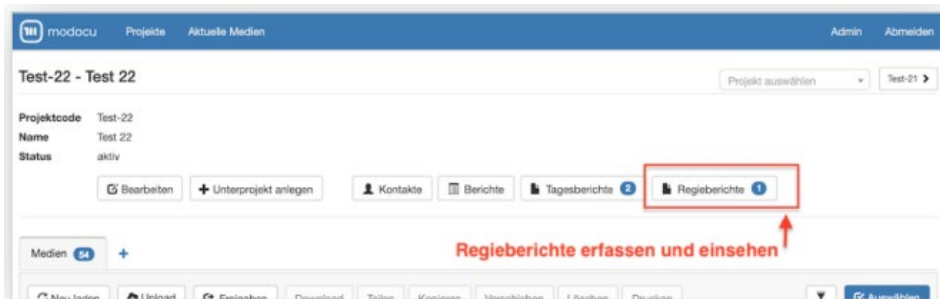 modocu Projekte Aktuelle Medien Admin Abmelden
Test-22 - Test 22 Projekt auswählen Test-21
Projektcode Test-22
Name Test 22
Status aktiv
Bearbeiten Unterprojekt anlegen Kontakte Berichte Tagesberichte 2 Regieberichte 1
Regieberichte erfassen und einsehen
Medien 54 +
Neu laden Upload Freigeben Download Teilen Kopieren Verschieben Löschen Drucken Auswählen